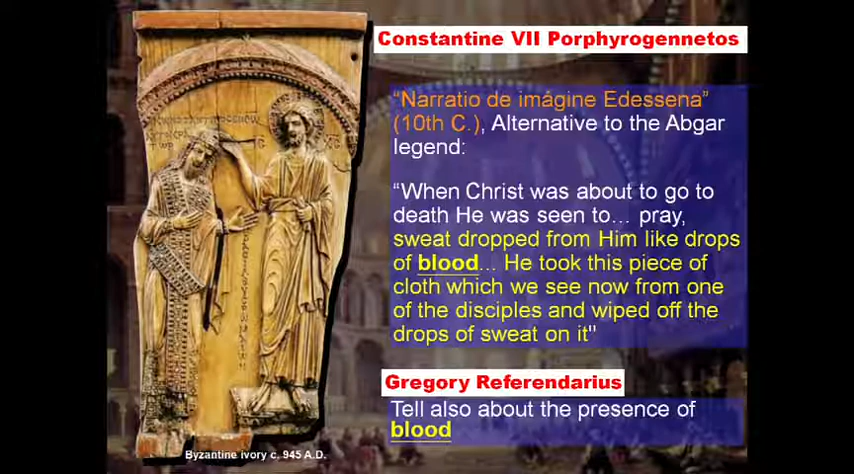 Constantine VII Porphyrogennetos
“Narratio de imágine Edessena”
(10th C.), Alternative to the Abgar
legend:
“When Christ was about to go to
death He was seen to... pray,
sweat dropped from Him like drops
of blood... He took this piece of
cloth which we see now from one
of the disciples and wiped off the
drops of sweat on it"
Gregory Referendarius
Tell also about the presence of
blood
Byzantine ivory c. 945 A.D.